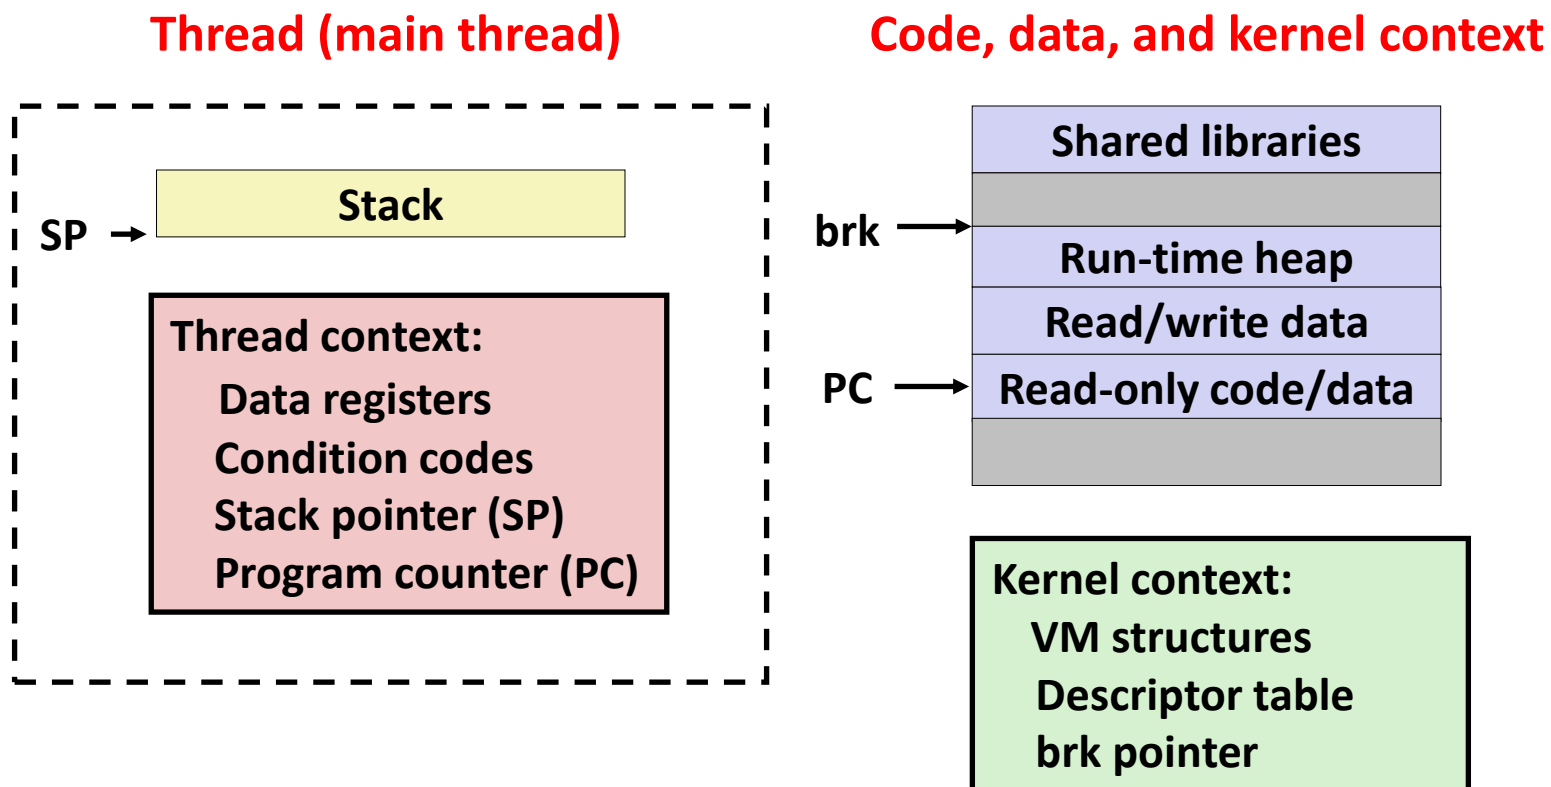 Thread (main thread)
Stack
SP
Thread context:
Data registers
Condition codes
Stack pointer (SP)
Program counter (PC)
Code, data, and kernel context
Shared libraries
brk
Run-time heap
Read/write data
PC
Read-only code/data
Kernel context:
VM structures
Descriptor table
brk pointer